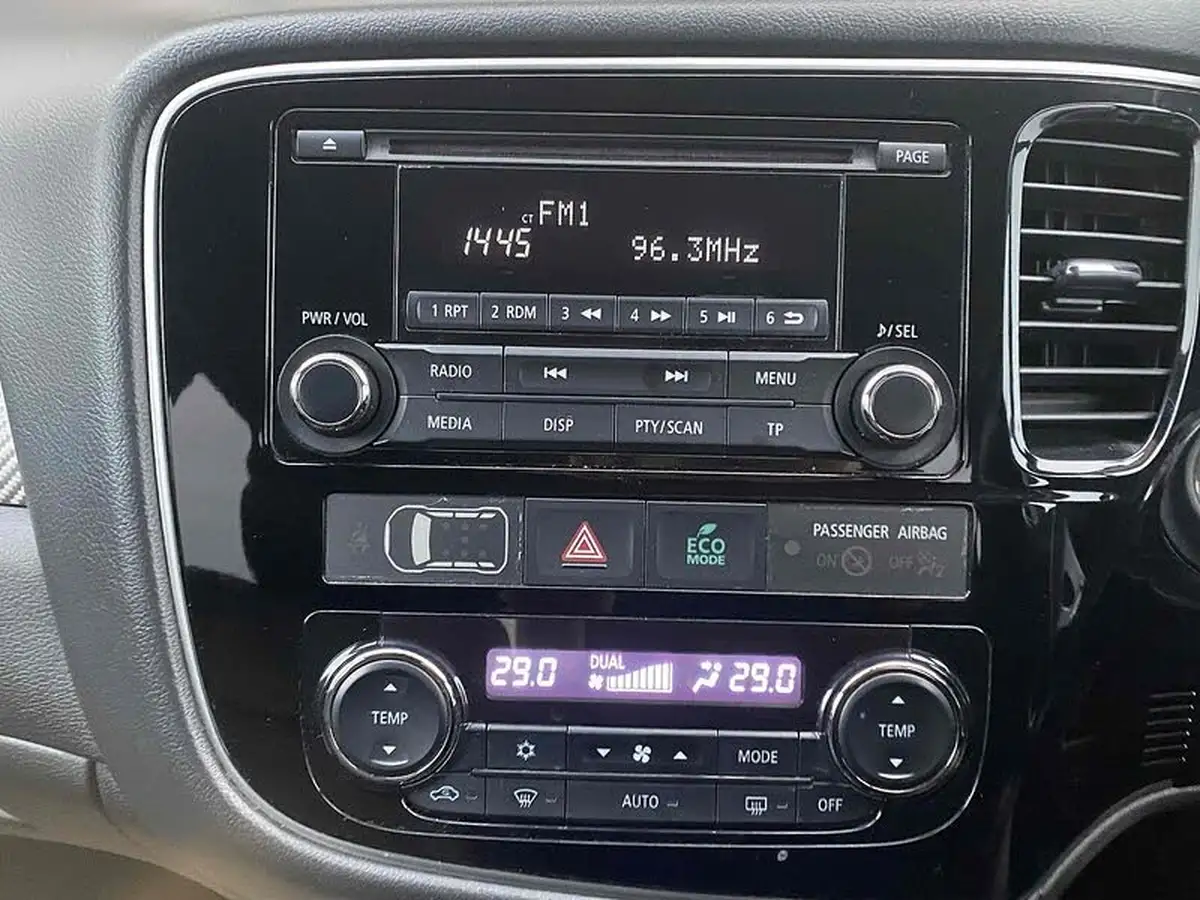 PAGE
CT FM1
1445 96.3MHz
1 RPT 2 RDM 3 4 5 6
PWR / VOL
♪/SEL
RADIO MENU
MEDIA DISP PTY/SCAN TP
ECO
MODE
PASSENGER AIRBAG
ON OFF
29.0 DUAL 29.0
TEMP TEMP
MODE
AUTO OFF